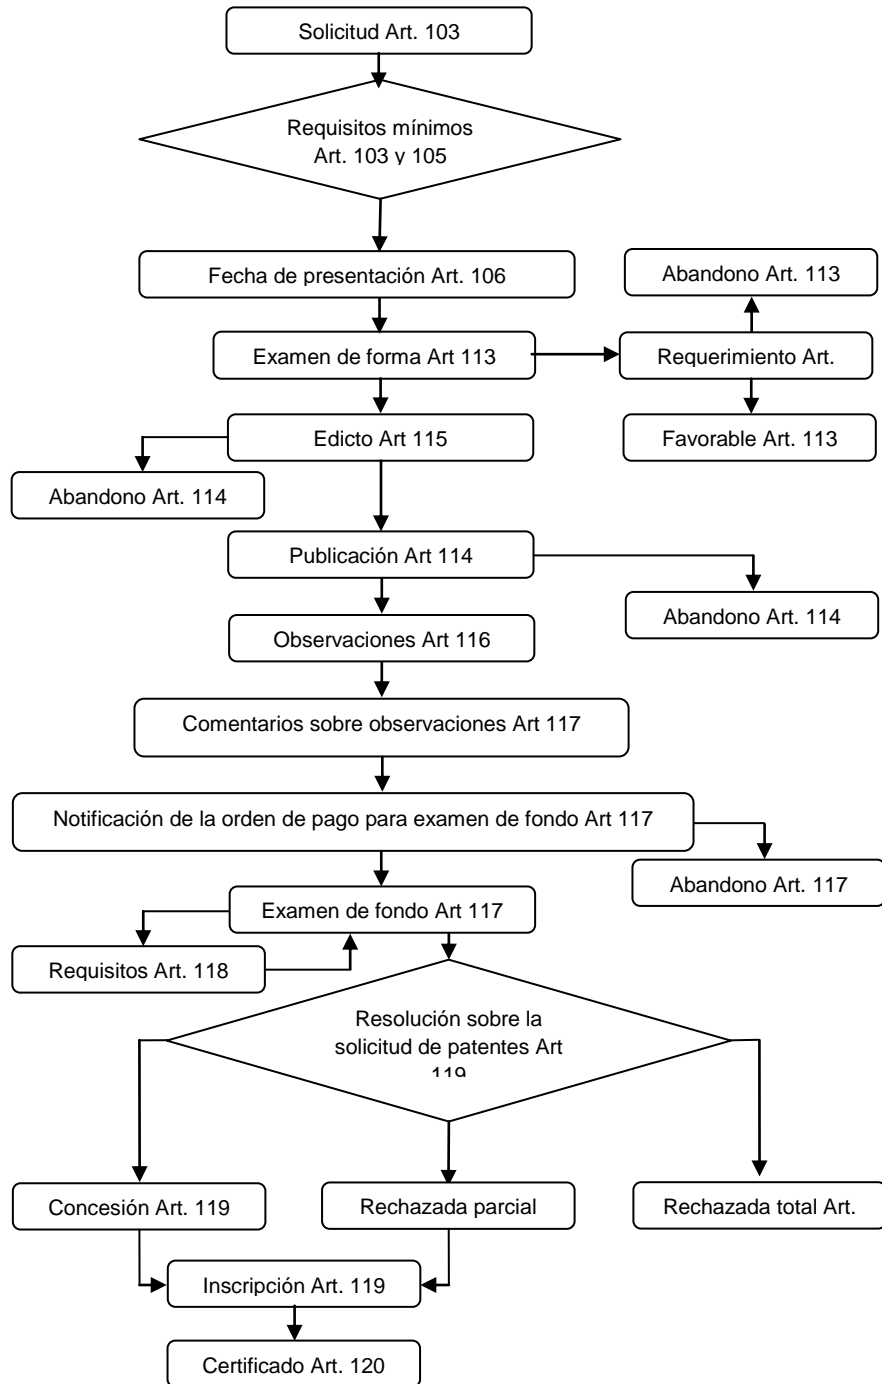 Solicitud Art. 103
Requisitos mínimos
Art. 103 y 105
Fecha de presentación Art. 106
Abandono Art. 113
Examen de forma Art 113
Requerimiento Art.
Edicto Art 115
Favorable Art. 113
Abandono Art. 114
Publicación Art 114
Abandono Art. 114
Observaciones Art 116
Comentarios sobre observaciones Art 117
Notificación de la orden de pago para examen de fondo Art 117
Abandono Art. 117
Examen de fondo Art 117
Requisitos Art. 118
Resolución sobre la
solicitud de patentes Art
119
Concesión Art. 119
Rechazada parcial
Rechazada total Art.
Inscripción Art. 119
Certificado Art. 120